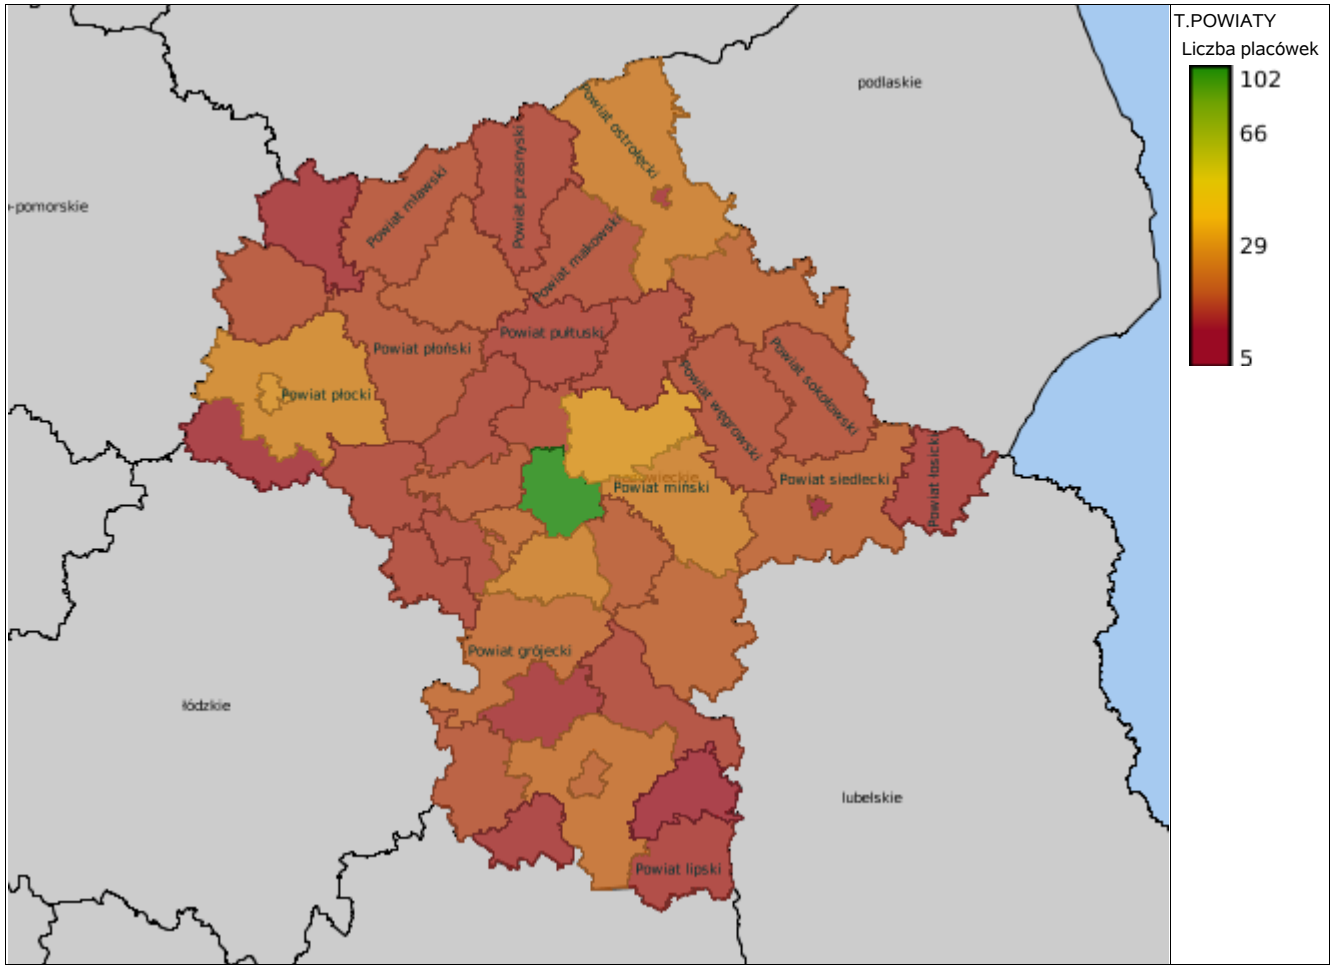 T.POWIATY
Liczba placówek
102
66
29
5
podlaskie
-pomorskie
łódzkie
lubelskie
mazowieckie
Powiat ostrołęcki
Powiat przasnyski
Powiat mławski
Powiat makowski
Powiat pułtuski
Powiat płoński
Powiat płocki
Powiat węgrowski
Powiat sokołowski
Powiat siedlecki
Powiat łosicki
Powiat miński
Powiat grójecki
Powiat lipski